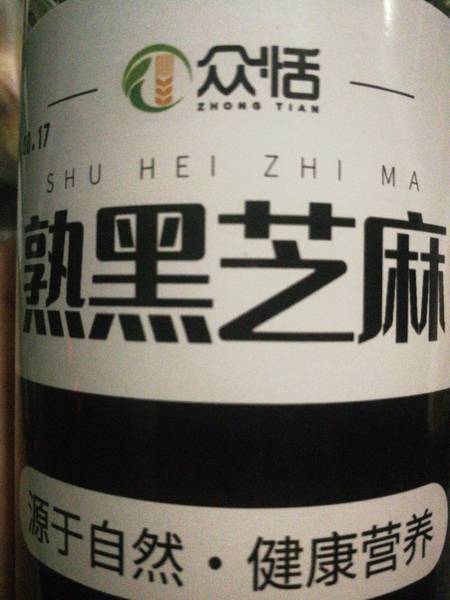 众恬
ZHONG TIAN
.17
SHU HEI ZHI MA
熟黑芝麻
源于自然·健康营养